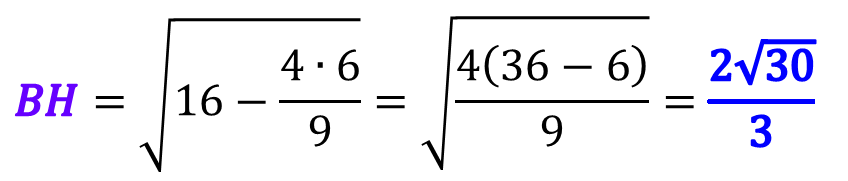 BH = √(16 − (4 · 6)/9) = √(4(36 − 6)/9) = 2√30/3